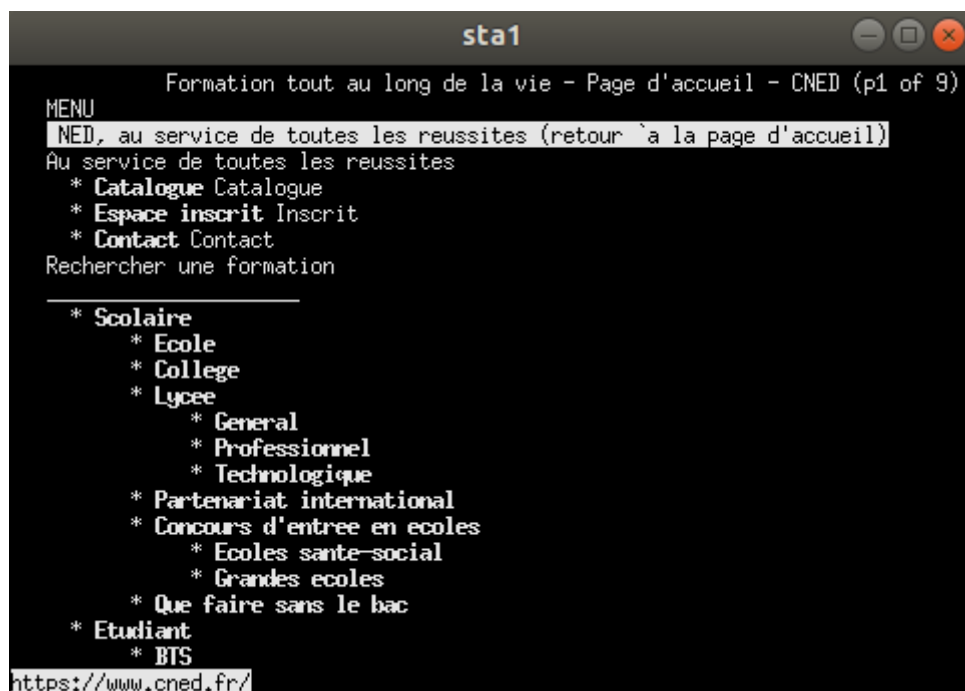 sta1
Formation tout au long de la vie - Page d'accueil - CNED (p1 of 9)
MENU
NED, au service de toutes les reussites (retour `a la page d'accueil)
Au service de toutes les reussites
* Catalogue Catalogue
* Espace inscrit Inscrit
* Contact Contact
Rechercher une formation
____________________
* Scolaire
* Ecole
* College
* Lycee
* General
* Professionnel
* Technologique
* Partenariat international
* Concours d'entree en ecoles
* Ecoles sante-social
* Grandes ecoles
* Que faire sans le bac
* Etudiant
* BTS
https://www.cned.fr/